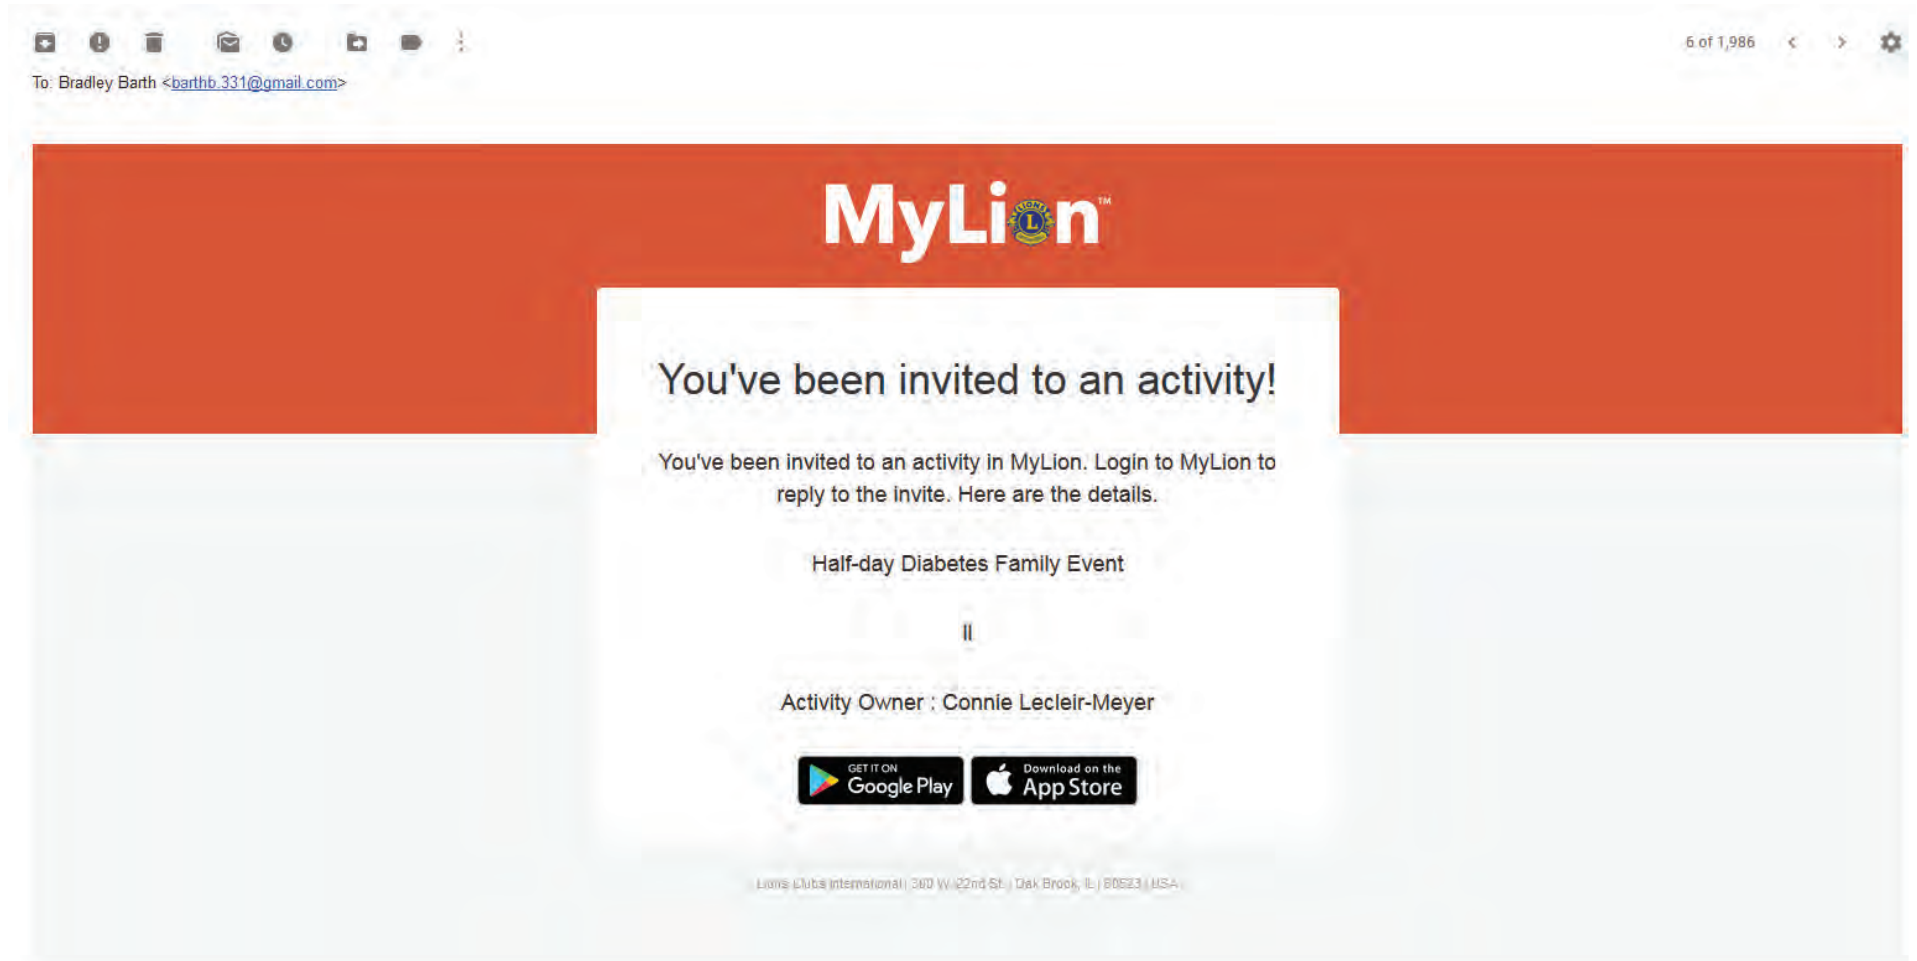 6 of 1,986
To: Bradley Barth <barthb.331@gmail.com>
MyLion™
You've been invited to an activity!
You've been invited to an activity in MyLion. Login to MyLion to
reply to the invite. Here are the details.
Half-day Diabetes Family Event
||
Activity Owner : Connie Lecleir-Meyer
GET IT ON
Google Play
Download on the
App Store
Lions Clubs International | 300 W. 22nd St. | Oak Brook, IL | 60523 | USA